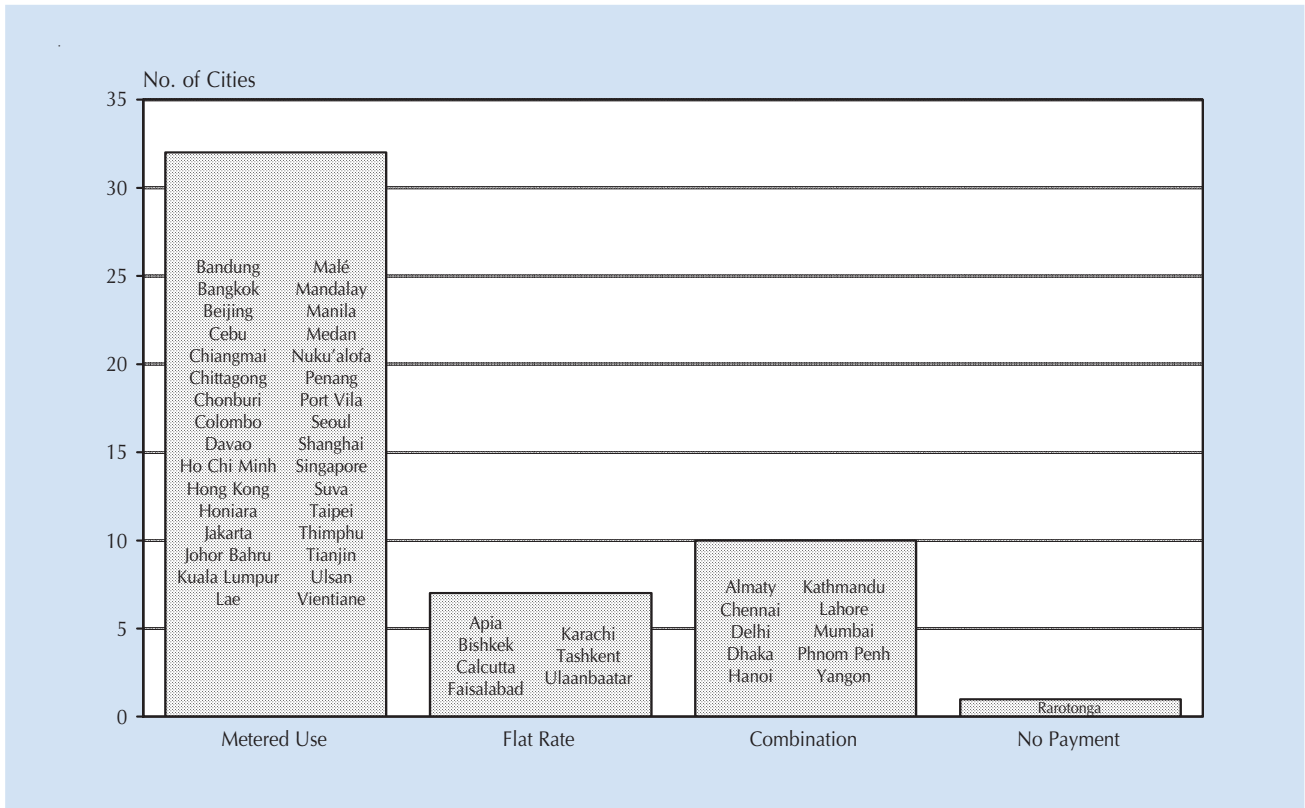 No. of Cities
35
30
25
20
15
10
5
0
Bandung
Bangkok
Beijing
Cebu
Chiangmai
Chittagong
Chonburi
Colombo
Davao
Ho Chi Minh
Hong Kong
Honiara
Jakarta
Johor Bahru
Kuala Lumpur
Lae
Malé
Mandalay
Manila
Medan
Nuku’alofa
Penang
Port Vila
Seoul
Shanghai
Singapore
Suva
Taipei
Thimphu
Tianjin
Ulsan
Vientiane
Apia
Bishkek
Calcutta
Faisalabad
Karachi
Tashkent
Ulaanbaatar
Almaty
Chennai
Delhi
Dhaka
Hanoi
Kathmandu
Lahore
Mumbai
Phnom Penh
Yangon
Rarotonga
Metered Use
Flat Rate
Combination
No Payment